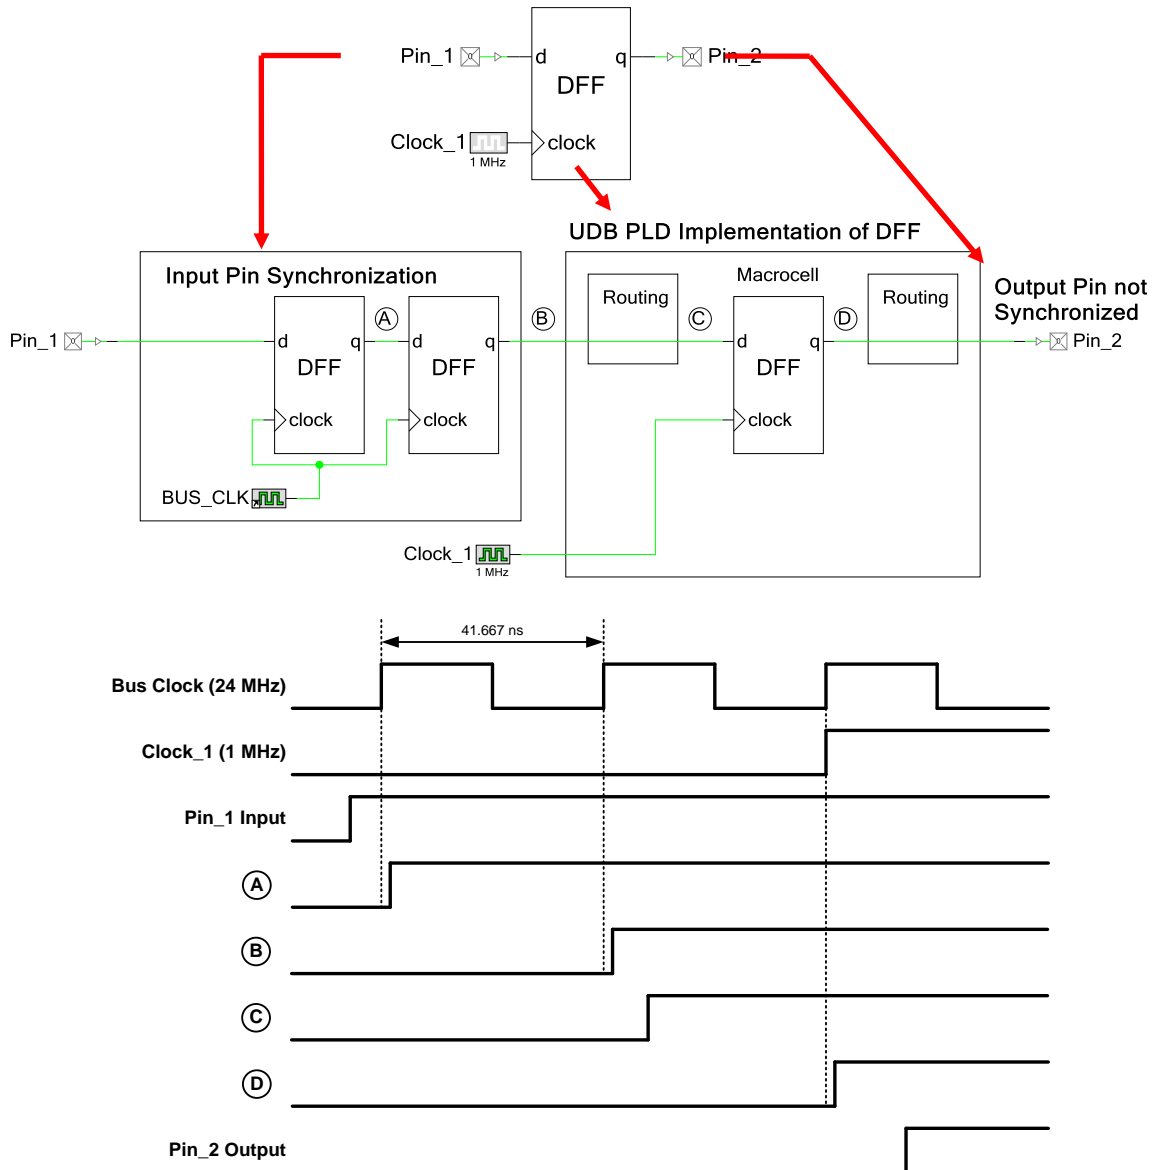 Pin_1
d
q
Pin_2
DFF
Clock_1
clock
1 MHz
UDB PLD Implementation of DFF
Input Pin Synchronization
Macrocell
Output Pin not
Synchronized
Routing
Routing
A
B
C
D
Pin_1
d
q
d
q
d
q
Pin_2
DFF
DFF
DFF
clock
clock
clock
BUS_CLK
Clock_1
1 MHz
41.667 ns
Bus Clock (24 MHz)
Clock_1 (1 MHz)
Pin_1 Input
A
B
C
D
Pin_2 Output